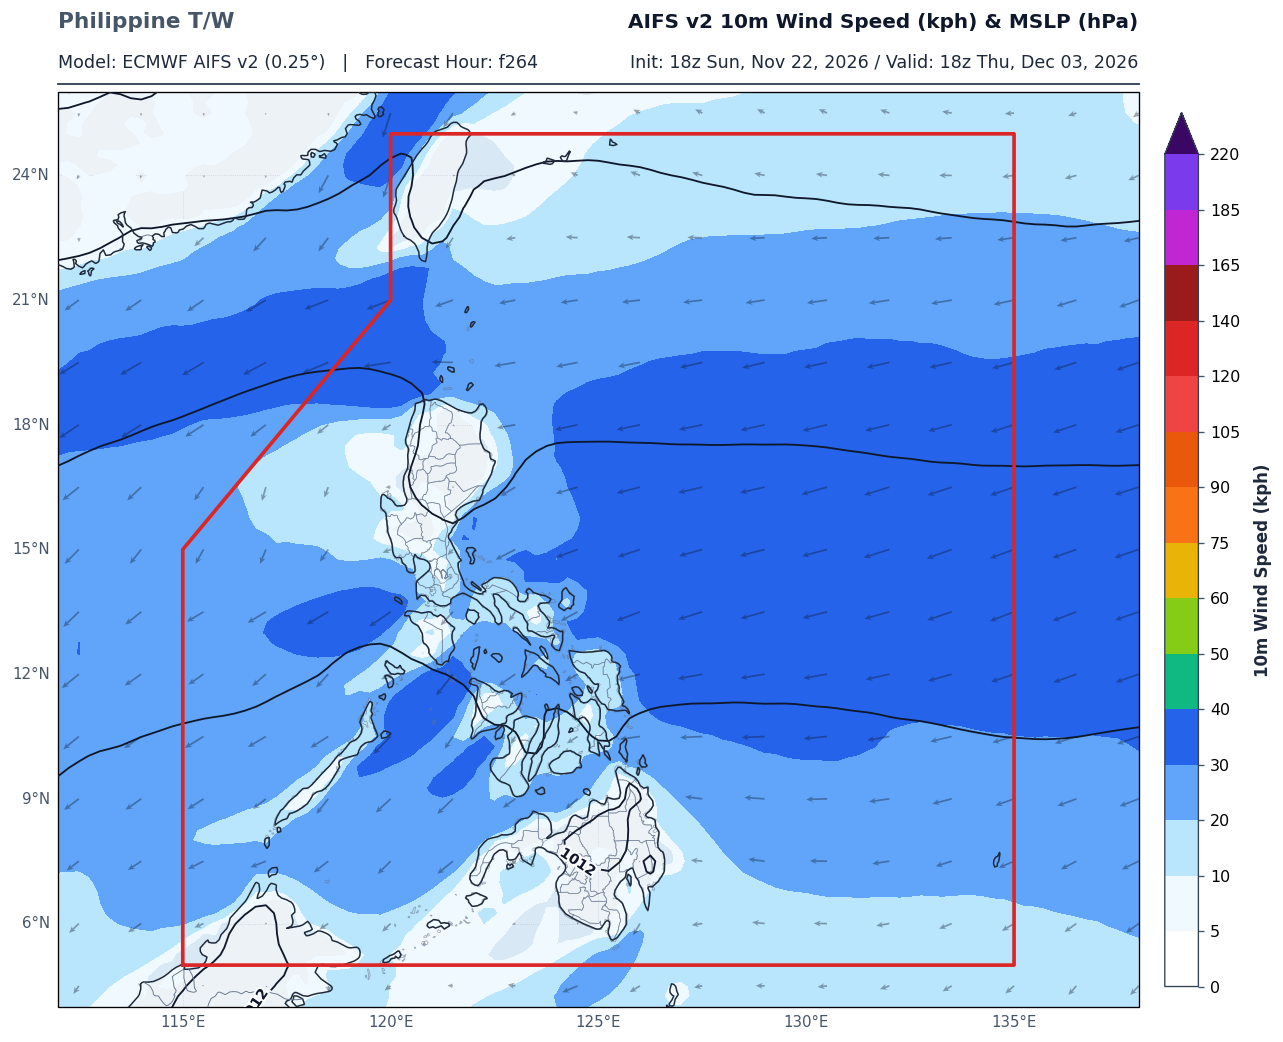 Philippine T/W
AIFS v2 10m Wind Speed (kph) & MSLP (hPa)
Model: ECMWF AIFS v2 (0.25°) | Forecast Hour: f264
Init: 18z Sun, Nov 22, 2026 / Valid: 18z Thu, Dec 03, 2026
24°N
21°N
18°N
15°N
12°N
9°N
6°N
115°E
120°E
125°E
130°E
135°E
1012
012
220
185
165
140
120
105
90
75
60
50
40
30
20
10
5
0
10m Wind Speed (kph)